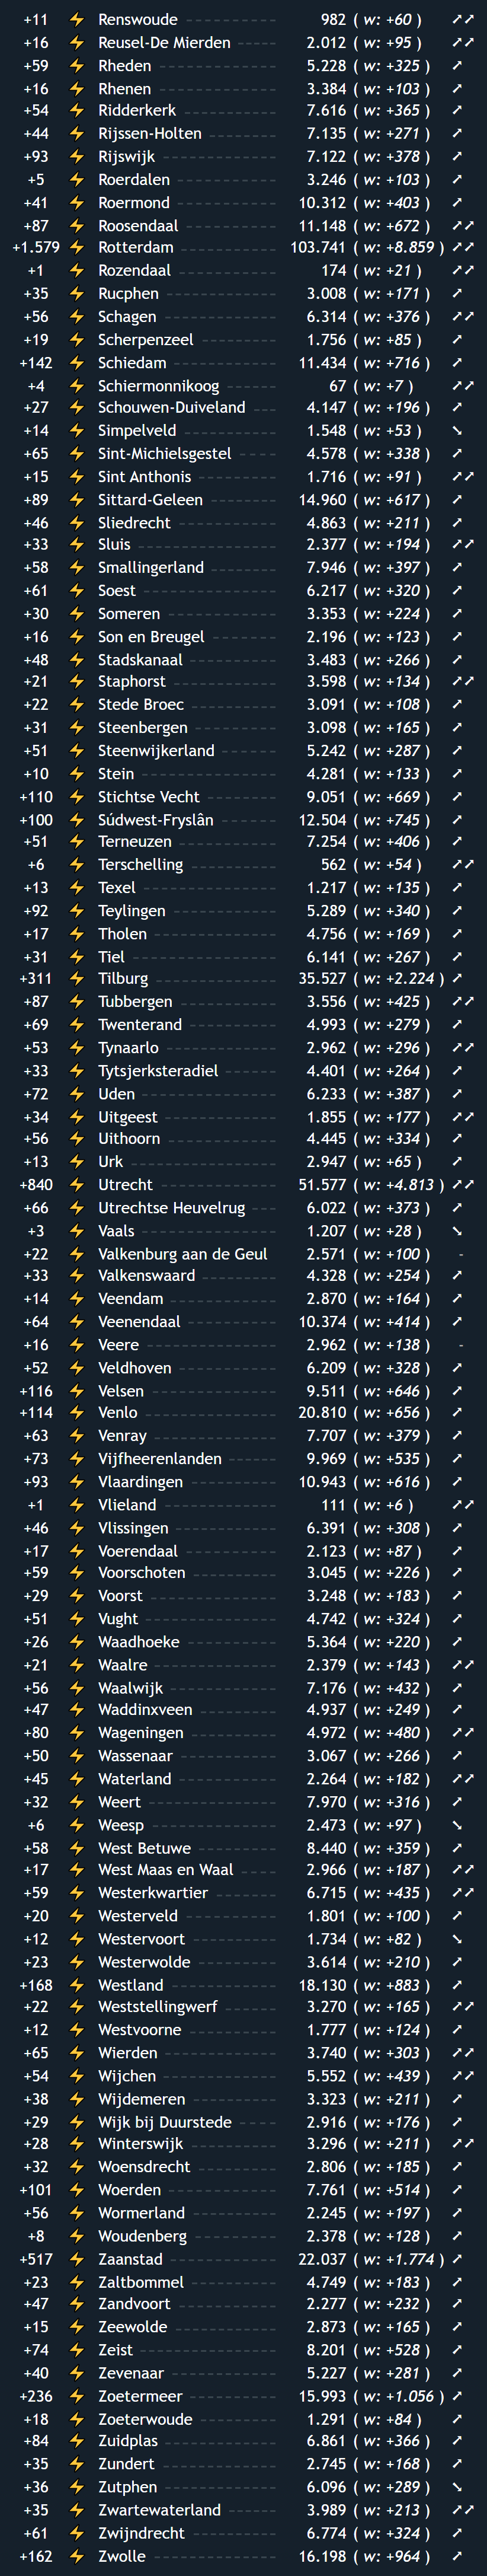 +11 ⚡ Renswoude 982 ( w: +60 ) ➚➚
+16 ⚡ Reusel-De Mierden 2.012 ( w: +95 ) ➚➚
+59 ⚡ Rheden 5.228 ( w: +325 ) ➚
+16 ⚡ Rhenen 3.384 ( w: +103 ) ➚
+54 ⚡ Ridderkerk 7.616 ( w: +365 ) ➚
+44 ⚡ Rijssen-Holten 7.135 ( w: +271 ) ➚
+93 ⚡ Rijswijk 7.122 ( w: +378 ) ➚
+5 ⚡ Roerdalen 3.246 ( w: +103 ) ➚
+41 ⚡ Roermond 10.312 ( w: +403 ) ➚
+87 ⚡ Roosendaal 11.148 ( w: +672 ) ➚➚
+1.579 ⚡ Rotterdam 103.741 ( w: +8.859 ) ➚➚
+1 ⚡ Rozendaal 174 ( w: +21 ) ➚➚
+35 ⚡ Rucphen 3.008 ( w: +171 ) ➚
+56 ⚡ Schagen 6.314 ( w: +376 ) ➚➚
+19 ⚡ Scherpenzeel 1.756 ( w: +85 ) ➚
+142 ⚡ Schiedam 11.434 ( w: +716 ) ➚
+4 ⚡ Schiermonnikoog 67 ( w: +7 ) ➚➚
+27 ⚡ Schouwen-Duiveland 4.147 ( w: +196 ) ➚
+14 ⚡ Simpelveld 1.548 ( w: +53 ) ➘
+65 ⚡ Sint-Michielsgestel 4.578 ( w: +338 ) ➚
+15 ⚡ Sint Anthonis 1.716 ( w: +91 ) ➚➚
+89 ⚡ Sittard-Geleen 14.960 ( w: +617 ) ➚
+46 ⚡ Sliedrecht 4.863 ( w: +211 ) ➚
+33 ⚡ Sluis 2.377 ( w: +194 ) ➚➚
+58 ⚡ Smallingerland 7.946 ( w: +397 ) ➚
+61 ⚡ Soest 6.217 ( w: +320 ) ➚
+30 ⚡ Someren 3.353 ( w: +224 ) ➚
+16 ⚡ Son en Breugel 2.196 ( w: +123 ) ➚
+48 ⚡ Stadskanaal 3.483 ( w: +266 ) ➚
+21 ⚡ Staphorst 3.598 ( w: +134 ) ➚➚
+22 ⚡ Stede Broec 3.091 ( w: +108 ) ➚
+31 ⚡ Steenbergen 3.098 ( w: +165 ) ➚
+51 ⚡ Steenwijkerland 5.242 ( w: +287 ) ➚
+10 ⚡ Stein 4.281 ( w: +133 ) ➚
+110 ⚡ Stichtse Vecht 9.051 ( w: +669 ) ➚
+100 ⚡ Súdwest-Fryslân 12.504 ( w: +745 ) ➚
+51 ⚡ Terneuzen 7.254 ( w: +406 ) ➚
+6 ⚡ Terschelling 562 ( w: +54 ) ➚➚
+13 ⚡ Texel 1.217 ( w: +135 ) ➚
+92 ⚡ Teylingen 5.289 ( w: +340 ) ➚
+17 ⚡ Tholen 4.756 ( w: +169 ) ➚
+31 ⚡ Tiel 6.141 ( w: +267 ) ➚
+311 ⚡ Tilburg 35.527 ( w: +2.224 ) ➚
+87 ⚡ Tubbergen 3.556 ( w: +425 ) ➚➚
+69 ⚡ Twenterand 4.993 ( w: +279 ) ➚
+53 ⚡ Tynaarlo 2.962 ( w: +296 ) ➚➚
+33 ⚡ Tytsjerksteradiel 4.401 ( w: +264 ) ➚
+72 ⚡ Uden 6.233 ( w: +387 ) ➚
+34 ⚡ Uitgeest 1.855 ( w: +177 ) ➚➚
+56 ⚡ Uithoorn 4.445 ( w: +334 ) ➚
+13 ⚡ Urk 2.947 ( w: +65 ) ➚
+840 ⚡ Utrecht 51.577 ( w: +4.813 ) ➚➚
+66 ⚡ Utrechtse Heuvelrug 6.022 ( w: +373 ) ➚
+3 ⚡ Vaals 1.207 ( w: +28 ) ➘
+22 ⚡ Valkenburg aan de Geul 2.571 ( w: +100 ) -
+33 ⚡ Valkenswaard 4.328 ( w: +254 ) ➚
+14 ⚡ Veendam 2.870 ( w: +164 ) ➚
+64 ⚡ Veenendaal 10.374 ( w: +414 ) ➚
+16 ⚡ Veere 2.962 ( w: +138 ) -
+52 ⚡ Veldhoven 6.209 ( w: +328 ) ➚
+116 ⚡ Velsen 9.511 ( w: +646 ) ➚
+114 ⚡ Venlo 20.810 ( w: +656 ) ➚
+63 ⚡ Venray 7.707 ( w: +379 ) ➚
+73 ⚡ Vijfheerenlanden 9.969 ( w: +535 ) ➚
+93 ⚡ Vlaardingen 10.943 ( w: +616 ) ➚
+1 ⚡ Vlieland 111 ( w: +6 ) ➚➚
+46 ⚡ Vlissingen 6.391 ( w: +308 ) ➚
+17 ⚡ Voerendaal 2.123 ( w: +87 ) ➚
+59 ⚡ Voorschoten 3.045 ( w: +226 ) ➚
+29 ⚡ Voorst 3.248 ( w: +183 ) ➚
+51 ⚡ Vught 4.742 ( w: +324 ) ➚
+26 ⚡ Waadhoeke 5.364 ( w: +220 ) ➚
+21 ⚡ Waalre 2.379 ( w: +143 ) ➚➚
+56 ⚡ Waalwijk 7.176 ( w: +432 ) ➚
+47 ⚡ Waddinxveen 4.937 ( w: +249 ) ➚
+80 ⚡ Wageningen 4.972 ( w: +480 ) ➚➚
+50 ⚡ Wassenaar 3.067 ( w: +266 ) ➚
+45 ⚡ Waterland 2.264 ( w: +182 ) ➚➚
+32 ⚡ Weert 7.970 ( w: +316 ) ➚
+6 ⚡ Weesp 2.473 ( w: +97 ) ➘
+58 ⚡ West Betuwe 8.440 ( w: +359 ) ➚
+17 ⚡ West Maas en Waal 2.966 ( w: +187 ) ➚➚
+59 ⚡ Westerkwartier 6.715 ( w: +435 ) ➚➚
+20 ⚡ Westerveld 1.801 ( w: +100 ) ➚
+12 ⚡ Westervoort 1.734 ( w: +82 ) ➘
+23 ⚡ Westerwolde 3.614 ( w: +210 ) ➚
+168 ⚡ Westland 18.130 ( w: +883 ) ➚
+22 ⚡ Weststellingwerf 3.270 ( w: +165 ) ➚➚
+12 ⚡ Westvoorne 1.777 ( w: +124 ) ➚
+65 ⚡ Wierden 3.740 ( w: +303 ) ➚➚
+54 ⚡ Wijchen 5.552 ( w: +439 ) ➚➚
+38 ⚡ Wijdemeren 3.323 ( w: +211 ) ➚
+29 ⚡ Wijk bij Duurstede 2.916 ( w: +176 ) ➚
+28 ⚡ Winterswijk 3.296 ( w: +211 ) ➚➚
+32 ⚡ Woensdrecht 2.806 ( w: +185 ) ➚
+101 ⚡ Woerden 7.761 ( w: +514 ) ➚
+56 ⚡ Wormerland 2.245 ( w: +197 ) ➚
+8 ⚡ Woudenberg 2.378 ( w: +128 ) ➚
+517 ⚡ Zaanstad 22.037 ( w: +1.774 ) ➚
+23 ⚡ Zaltbommel 4.749 ( w: +183 ) ➚
+47 ⚡ Zandvoort 2.277 ( w: +232 ) ➚
+15 ⚡ Zeewolde 2.873 ( w: +165 ) ➚
+74 ⚡ Zeist 8.201 ( w: +528 ) ➚
+40 ⚡ Zevenaar 5.227 ( w: +281 ) ➚
+236 ⚡ Zoetermeer 15.993 ( w: +1.056 ) ➚
+18 ⚡ Zoeterwoude 1.291 ( w: +84 ) ➚
+84 ⚡ Zuidplas 6.861 ( w: +366 ) ➚
+35 ⚡ Zundert 2.745 ( w: +168 ) ➚
+36 ⚡ Zutphen 6.096 ( w: +289 ) ➘
+35 ⚡ Zwartewaterland 3.989 ( w: +213 ) ➚➚
+61 ⚡ Zwijndrecht 6.774 ( w: +324 ) ➚
+162 ⚡ Zwolle 16.198 ( w: +964 ) ➚